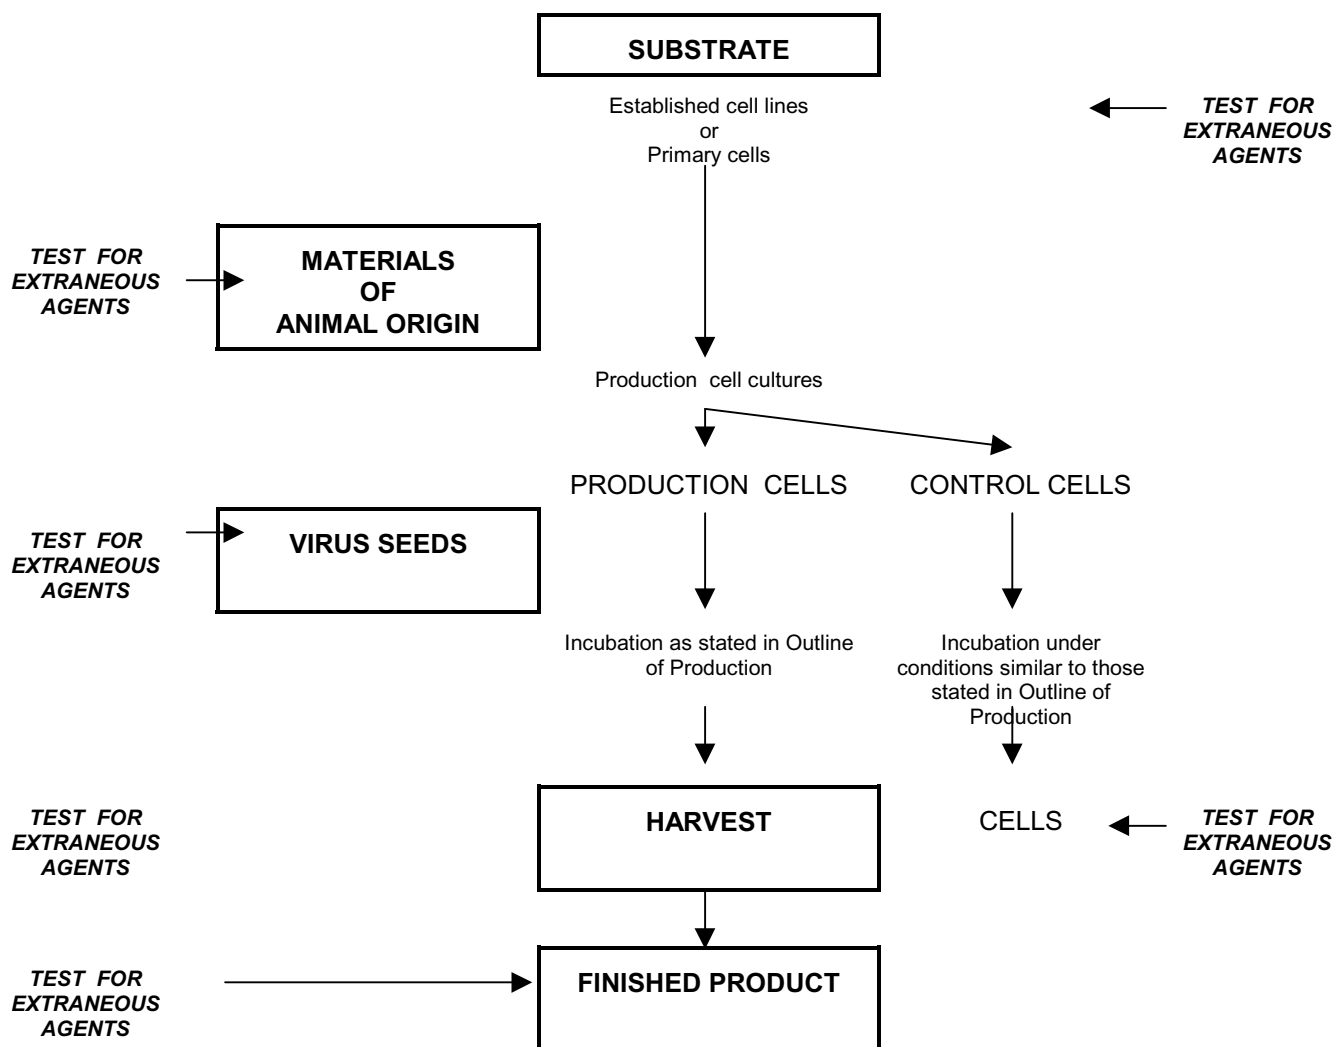 SUBSTRATE
Established cell lines
or
Primary cells
TEST FOR
EXTRANEOUS
AGENTS
TEST FOR
EXTRANEOUS
AGENTS
MATERIALS
OF
ANIMAL ORIGIN
Production cell cultures
PRODUCTION CELLS
CONTROL CELLS
TEST FOR
EXTRANEOUS
AGENTS
VIRUS SEEDS
Incubation as stated in Outline
of Production
Incubation under
conditions similar to those
stated in Outline of
Production
TEST FOR
EXTRANEOUS
AGENTS
HARVEST
CELLS
TEST FOR
EXTRANEOUS
AGENTS
TEST FOR
EXTRANEOUS
AGENTS
FINISHED PRODUCT